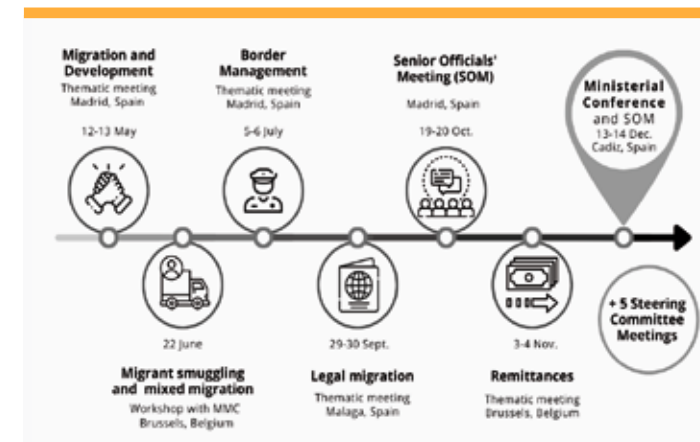 Migration and
Development
Thematic meeting
Madrid, Spain
12-13 May
Border
Management
Thematic meeting
Madrid, Spain
5-6 July
Senior Officials'
Meeting (SOM)
Madrid, Spain
19-20 Oct.
Ministerial
Conference
and SOM
13-14 Dec.
Cadiz, Spain
22 June
Migrant smuggling
and mixed migration
Workshop with MMC
Brussels, Belgium
29-30 Sept.
Legal migration
Thematic meeting
Malaga, Spain
3-4 Nov.
Remittances
Thematic meeting
Brussels, Belgium
+ 5 Steering
Committee
Meetings